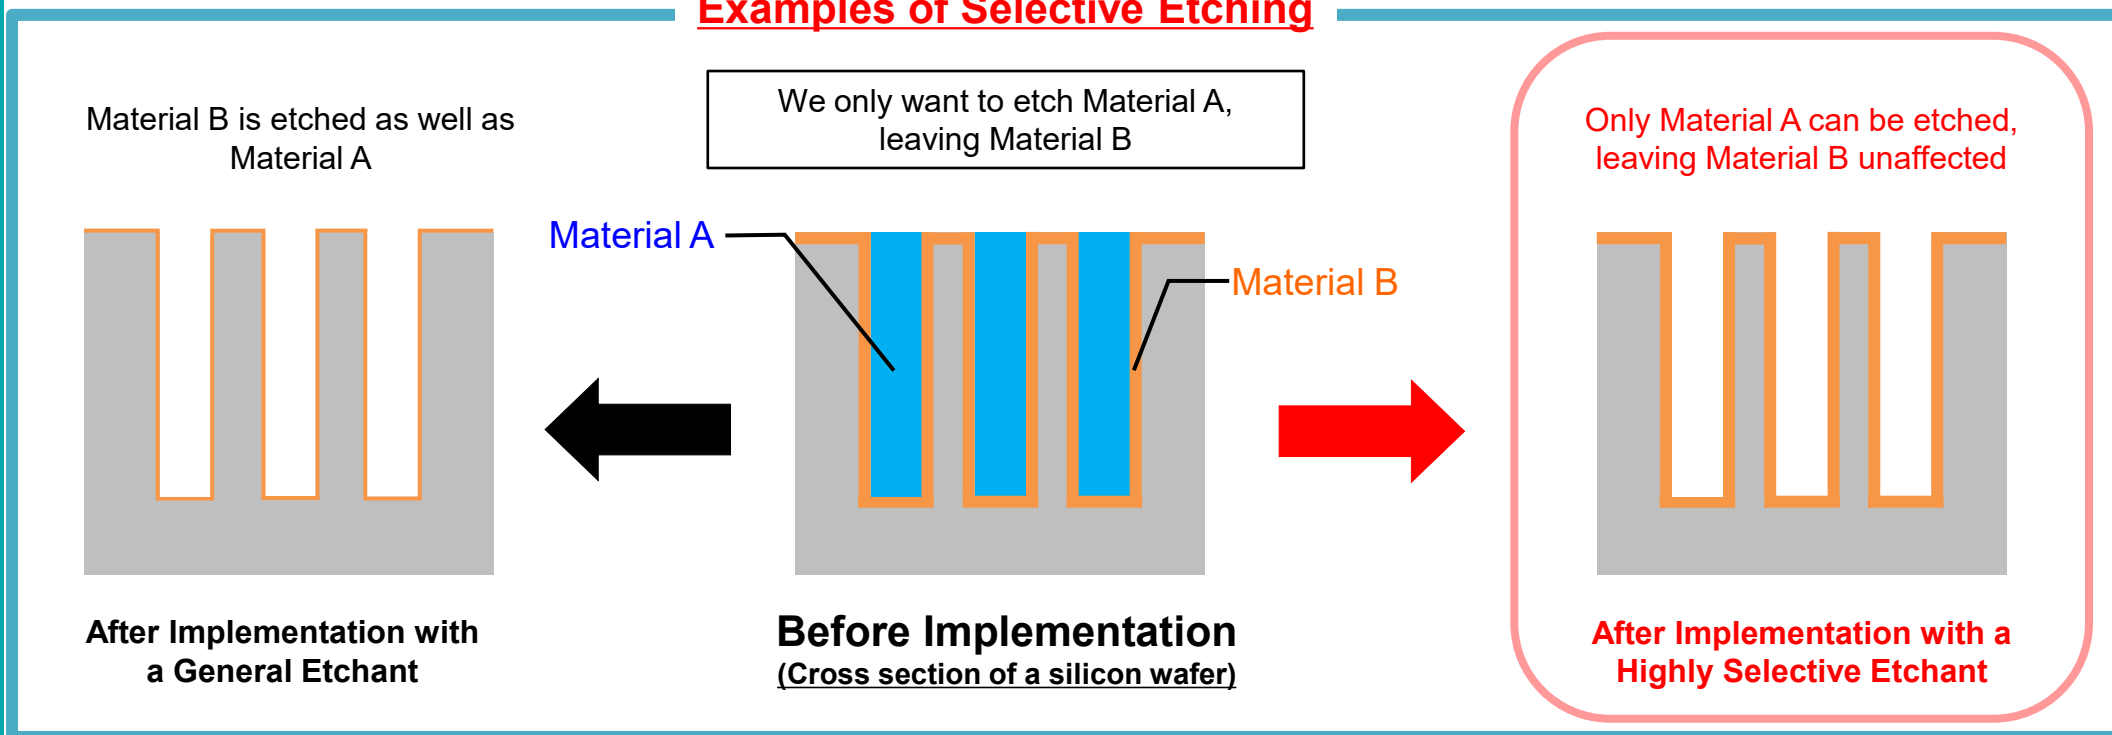 Examples of Selective Etching
Material B is etched as well as
Material A
We only want to etch Material A,
leaving Material B
Only Material A can be etched,
leaving Material B unaffected
Material A
Material B
After Implementation with
a General Etchant
Before Implementation
(Cross section of a silicon wafer)
After Implementation with a
Highly Selective Etchant